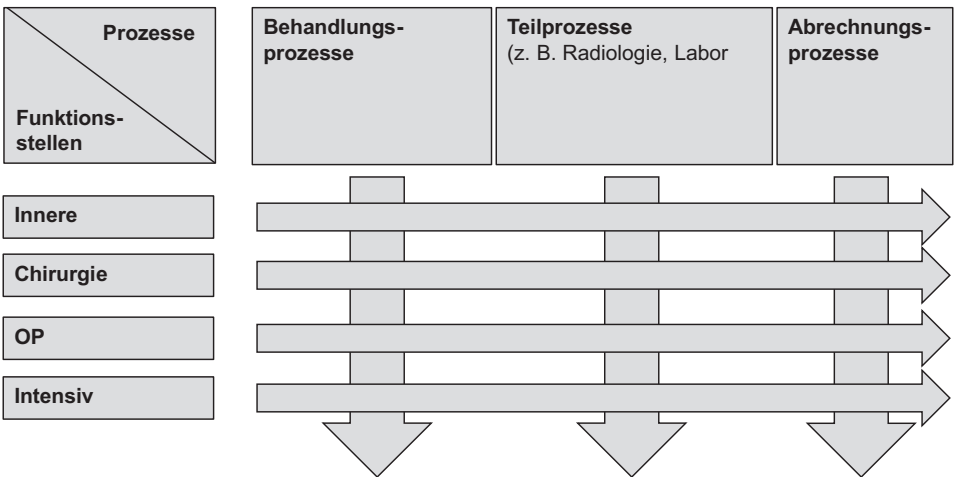 Prozesse
Funktions-
stellen
Behandlungs-
prozesse
Teilprozesse
(z. B. Radiologie, Labor
Abrechnungs-
prozesse
Innere
Chirurgie
OP
Intensiv